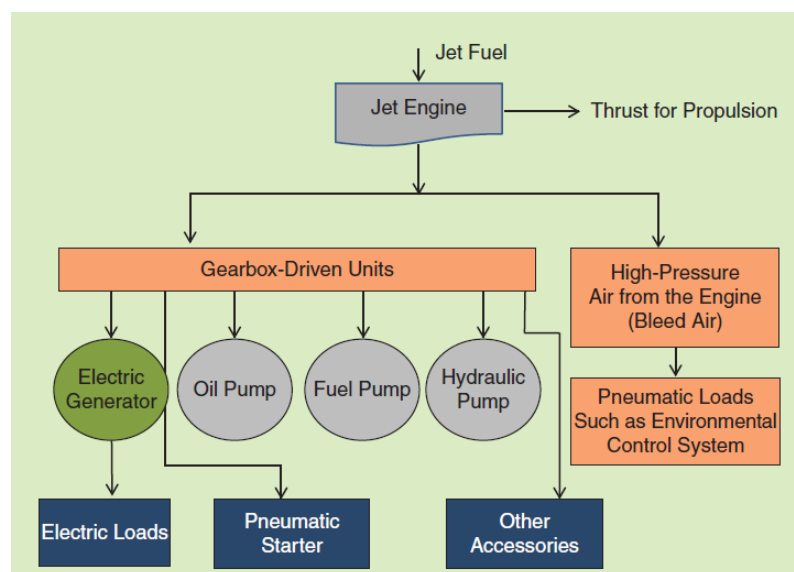 Jet Fuel
Jet Engine
Thrust for Propulsion
Gearbox-Driven Units
High-Pressure
Air from the Engine
(Bleed Air)
Electric
Generator
Oil Pump
Fuel Pump
Hydraulic
Pump
Pneumatic Loads
Such as Environmental
Control System
Electric Loads
Pneumatic
Starter
Other
Accessories